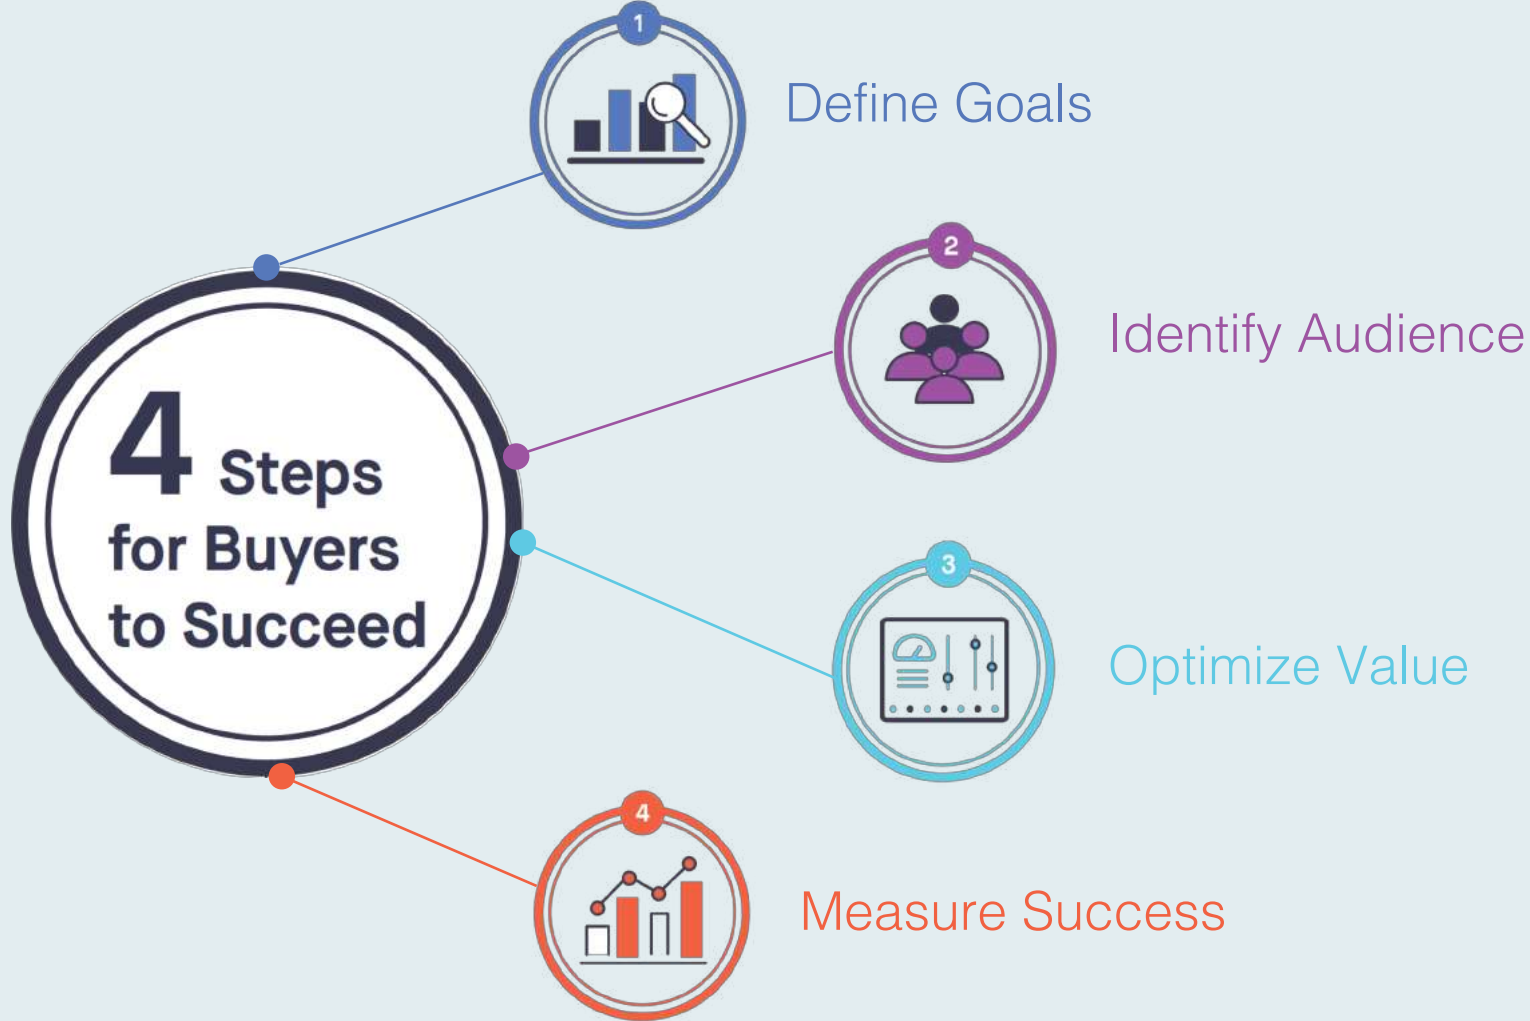 4 Steps
for Buyers
to Succeed
1
Define Goals
2
Identify Audience
3
Optimize Value
4
Measure Success